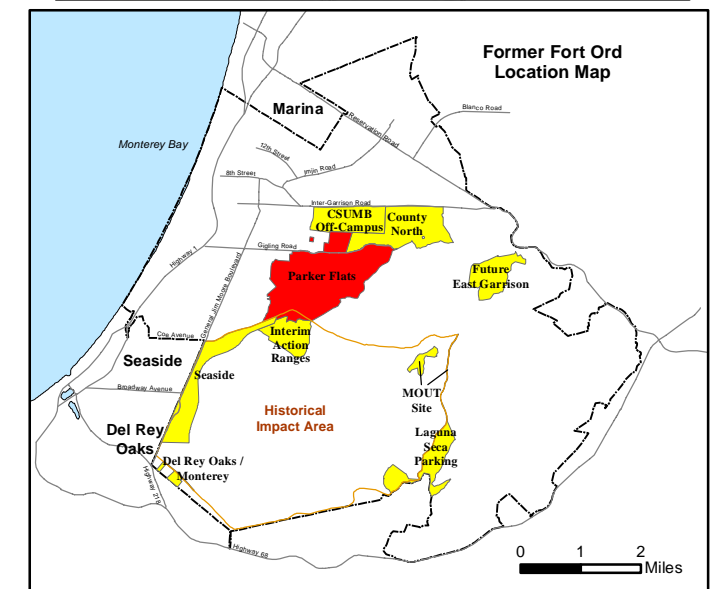 Former Fort Ord
Location Map
Marina
Blanco Road
Reservation Road
Monterey Bay
12th Street
Imjin Road
8th Street
Inter-Garrison Road
CSUMB
Off-Campus
County
North
Gigling Road
Highway 1
Parker Flats
Future
East Garrison
General Jim Moore Boulevard
Coe Avenue
Interim
Action
Ranges
Seaside
Seaside
Broadway Avenue
MOUT
Site
Historical
Impact Area
Del Rey
Oaks
Laguna
Seca
Parking
Del Rey Oaks /
Monterey
Highway 218
Highway 68
0 1 2
Miles